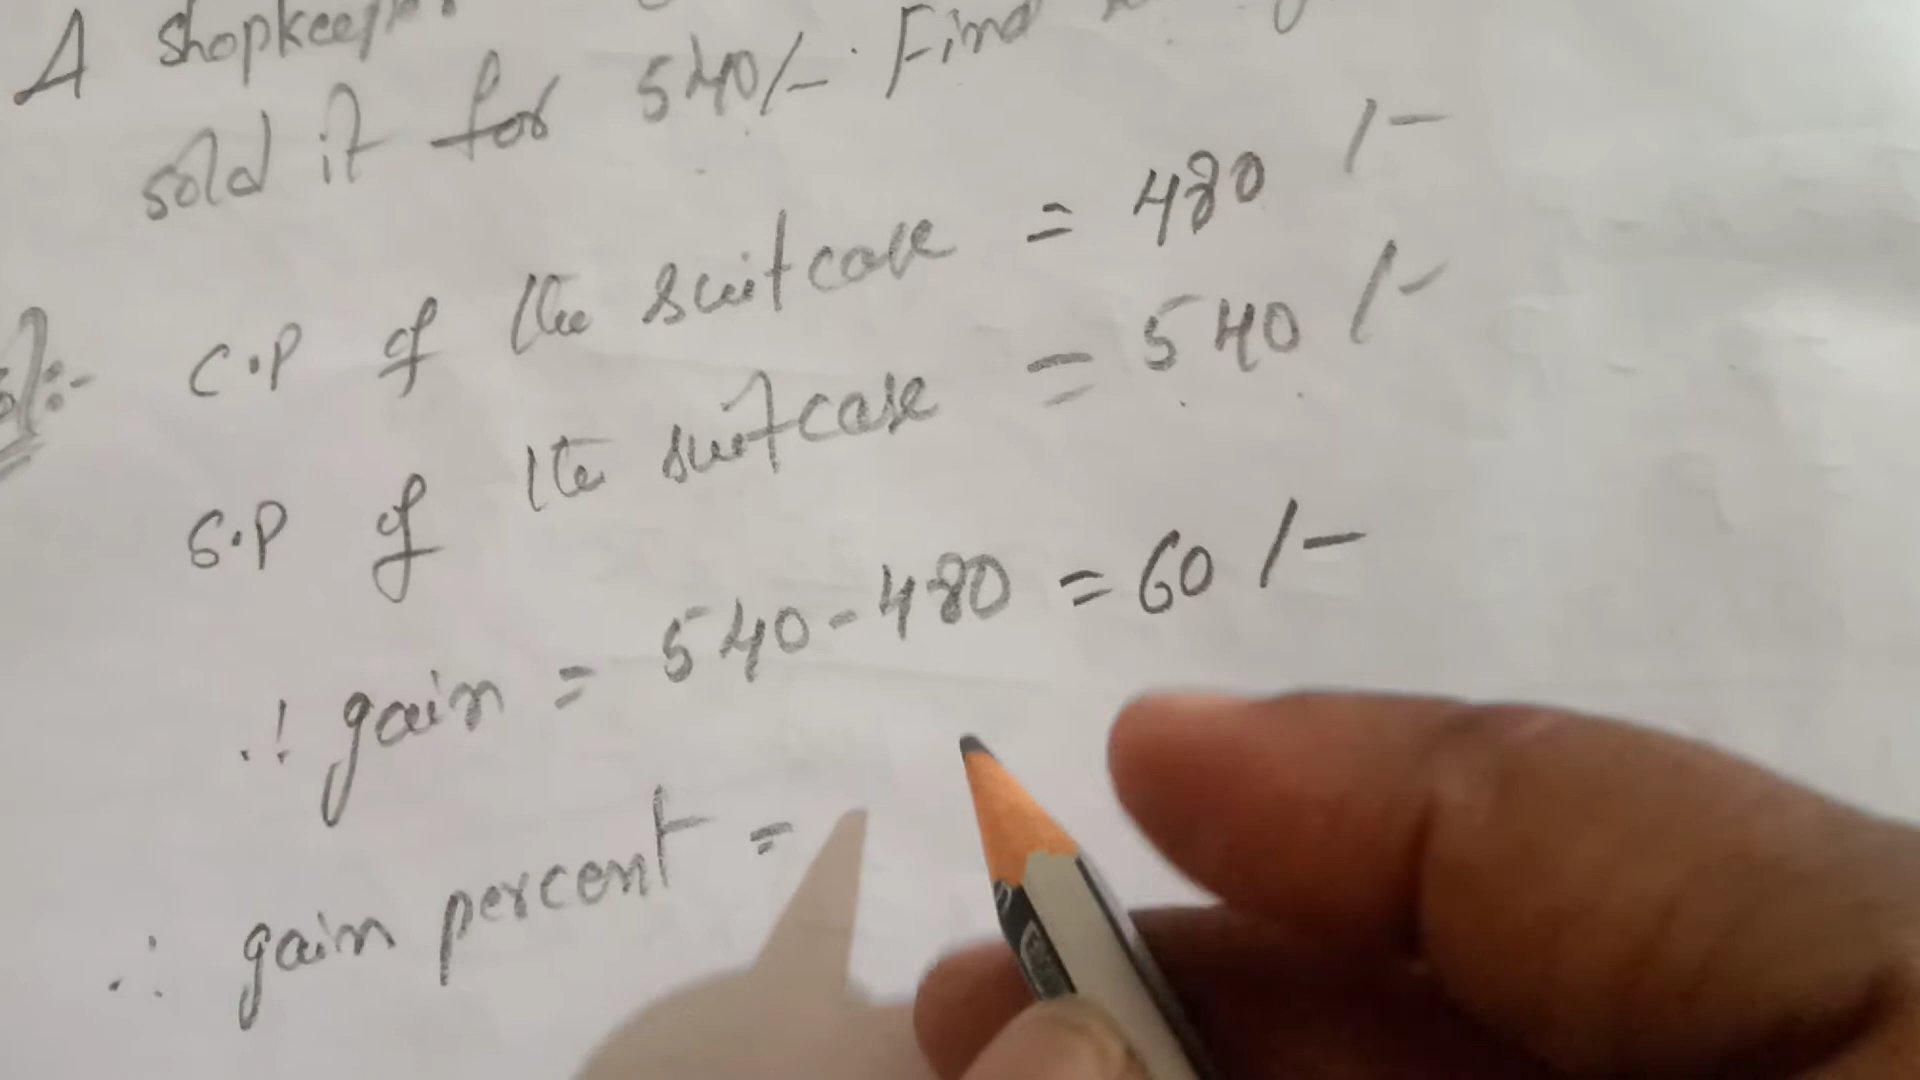 A shopkeeper
sold it for 540/- . Find
C.P of the suitcase = 480 /-
S.P of the suitcase = 540 /-
∴ gain = 540 - 480 = 60 /-
∴ gain percent =